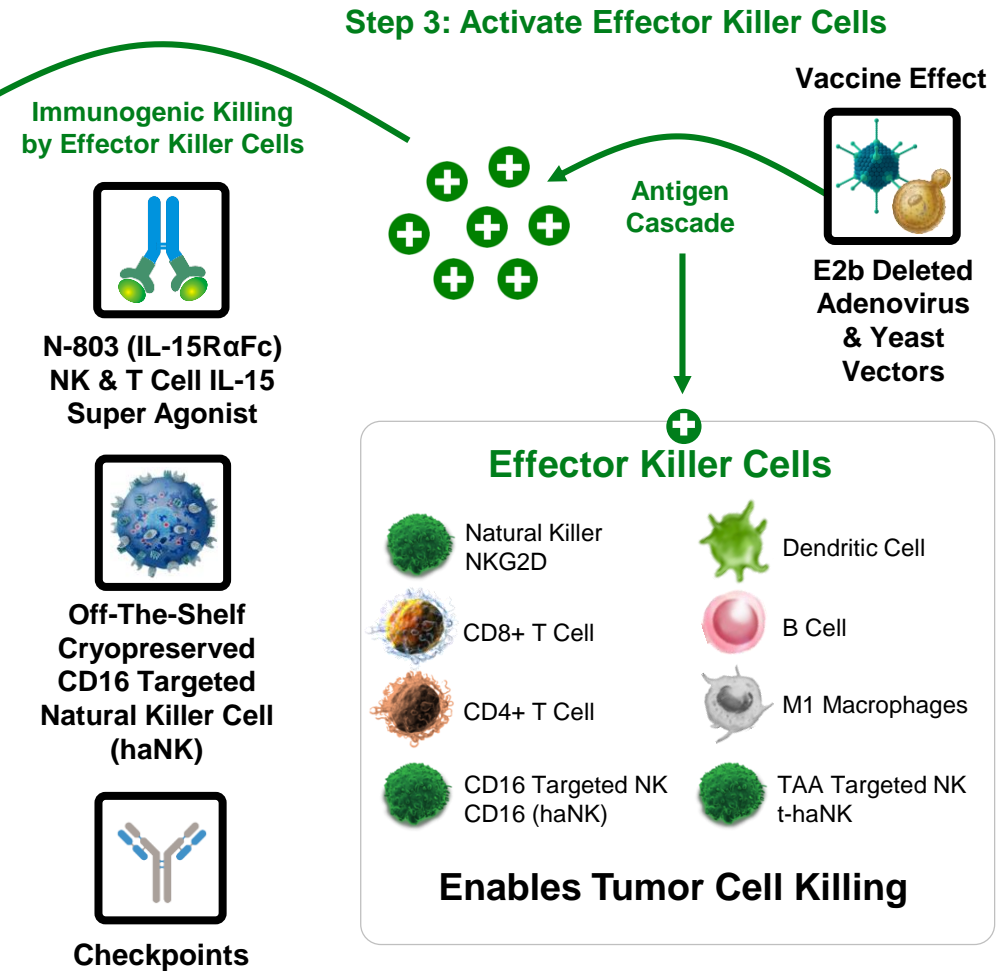 Step 3: Activate Effector Killer Cells
Immunogenic Killing
by Effector Killer Cells
N-803 (IL-15RαFc)
NK & T Cell IL-15
Super Agonist
Off-The-Shelf
Cryopreserved
CD16 Targeted
Natural Killer Cell
(haNK)
Checkpoints
Antigen
Cascade
Vaccine Effect
E2b Deleted
Adenovirus
& Yeast
Vectors
Effector Killer Cells
Natural Killer
NKG2D
Dendritic Cell
CD8+ T Cell
B Cell
CD4+ T Cell
M1 Macrophages
CD16 Targeted NK
CD16 (haNK)
TAA Targeted NK
t-haNK
Enables Tumor Cell Killing